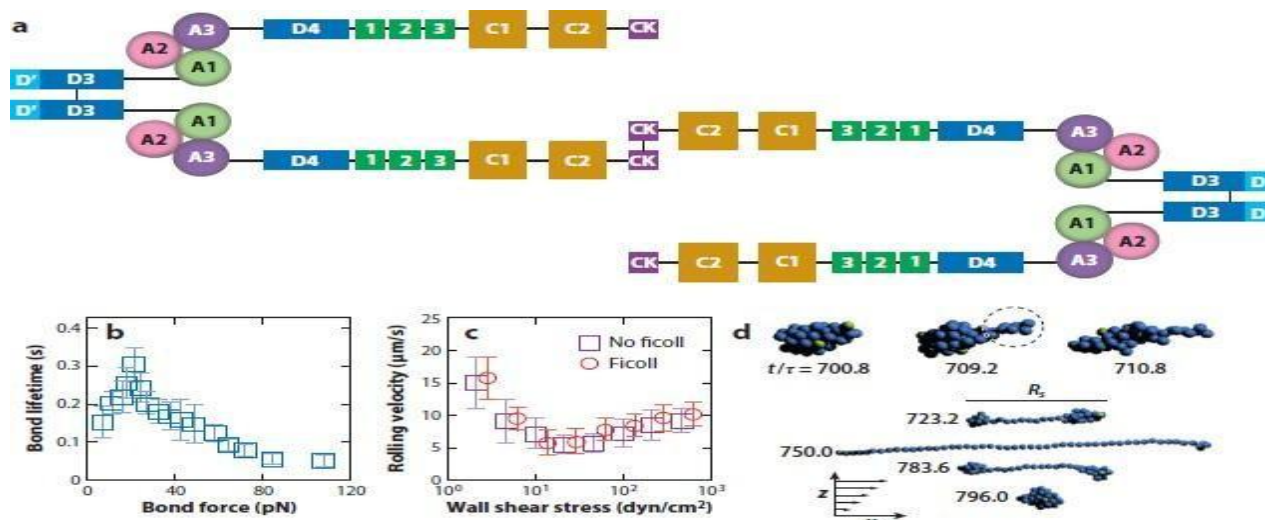 a
A3 D4 1 2 3 C1 C2 CK
A2
A1
D' D3
D' D3
A1
A2
A3 D4 1 2 3 C1 C2 CK
CK C2 C1 3 2 1 D4 A3
A2
A1
D3 D
D3 D
A1
A2
CK C2 C1 3 2 1 D4 A3
b
Bond lifetime (s)
0.4
0.3
0.2
0.1
0
0 40 80 120
Bond force (pN)
c
Rolling velocity (μm/s)
25
20
15
10
5
0
No ficoll
Ficoll
10⁰ 10¹ 10² 10³
Wall shear stress (dyn/cm²)
d
t/τ = 700.8
709.2
710.8
Rs
723.2
750.0
783.6
796.0
z